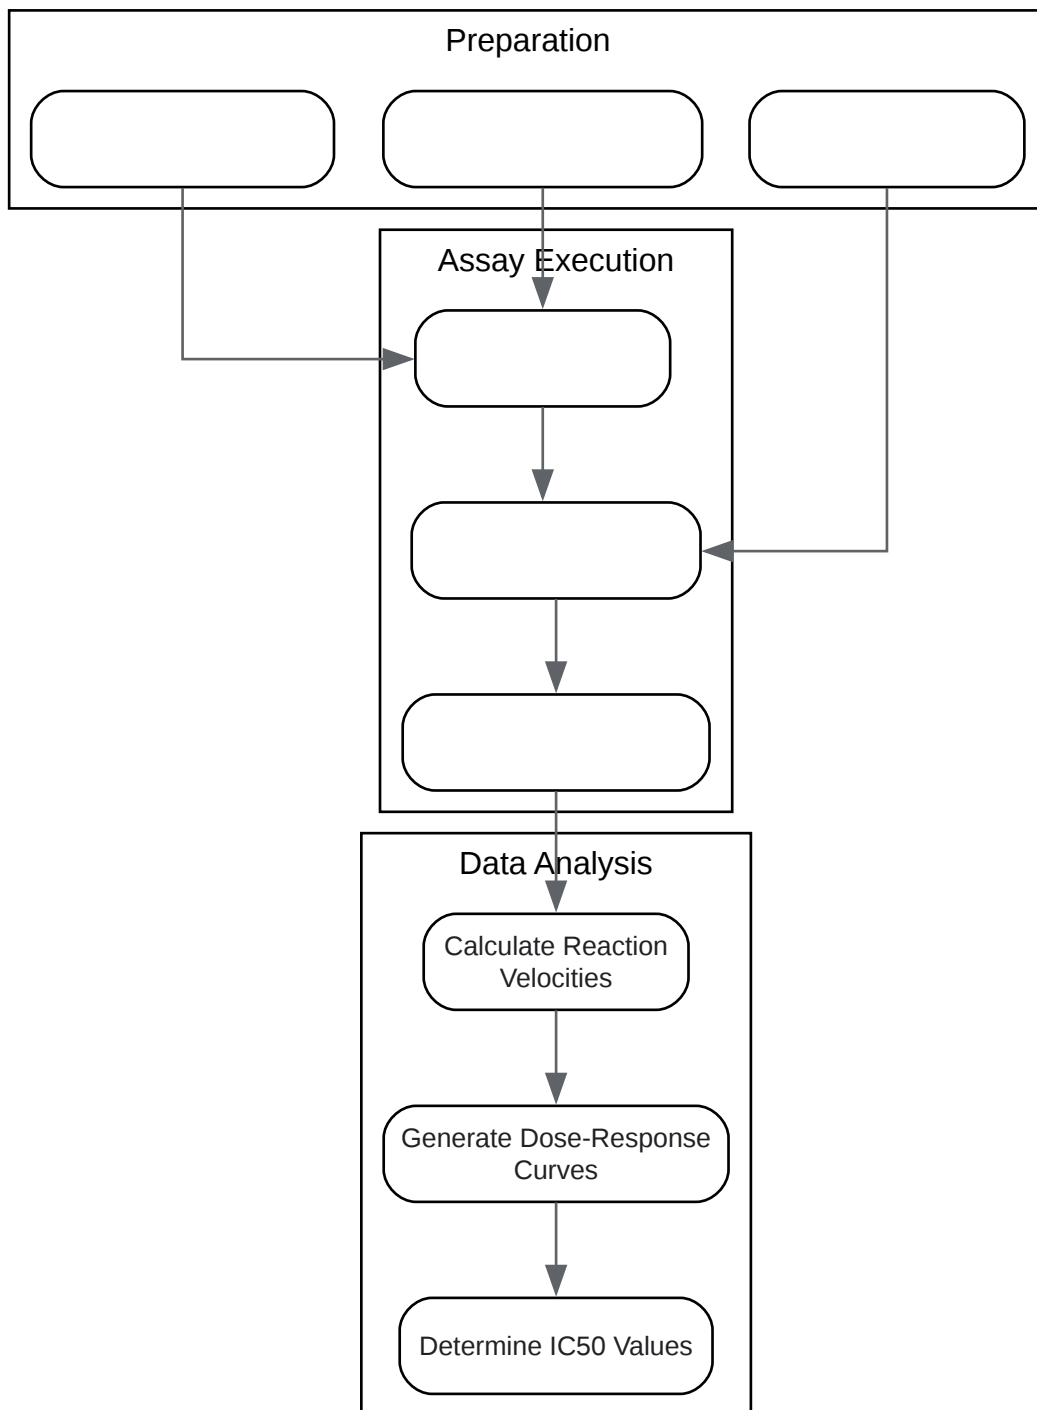 Preparation
Assay Execution
Data Analysis
Calculate Reaction
Velocities
Generate Dose-Response
Curves
Determine IC50 Values